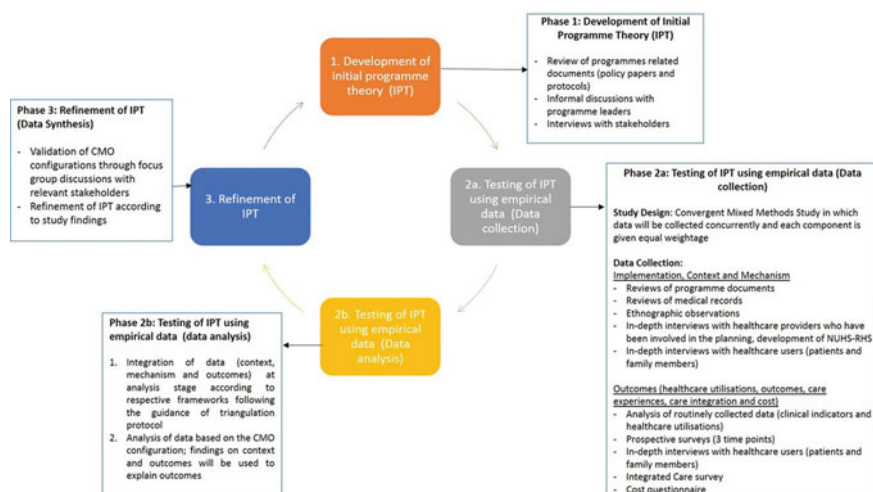 Phase 1: Development of Initial
Programme Theory (IPT)
- Review of programmes related
documents (policy papers and
protocols)
- Informal discussions with
programme leaders
- Interviews with stakeholders
1. Development of
initial programme
theory (IPT)
Phase 3: Refinement of IPT
(Data Synthesis)
- Validation of CMO
configurations through focus
group discussions with
relevant stakeholders
- Refinement of IPT according
to study findings
3. Refinement of
IPT
2a. Testing of IPT
using empirical
data (Data
collection)
Phase 2a: Testing of IPT using empirical data (Data
collection)
Study Design: Convergent Mixed Methods Study in which
data will be collected concurrently and each component is
given equal weightage
Data Collection:
Implementation, Context and Mechanism
- Reviews of programme documents
- Reviews of medical records
- Ethnographic observations
- In-depth interviews with healthcare providers who have
been involved in the planning, development of NUHS-RHS
- In-depth interviews with healthcare users (patients and
family members)
Outcomes (healthcare utilisations, outcomes, care
experiences, care integration and cost)
- Analysis of routinely collected data (clinical indicators and
healthcare utilisations)
- Prospective surveys (3 time points)
- In-depth interviews with healthcare users (patients and
family members)
- Integrated Care survey
- Cost questionnaire
2b. Testing of IPT
using empirical
data (Data
analysis)
Phase 2b: Testing of IPT using
empirical data (data analysis)
1. Integration of data (context,
mechanism and outcomes) at
analysis stage according to
respective frameworks following
the guidance of triangulation
protocol
2. Analysis of data based on the CMO
configuration; findings on context
and outcomes will be used to
explain outcomes